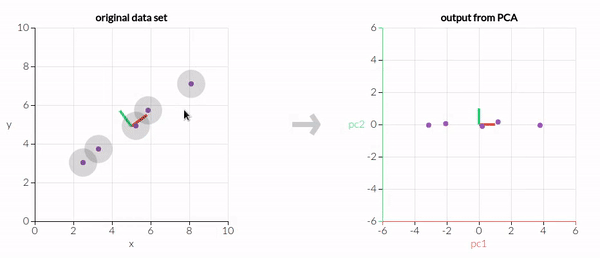 original data set
10
8
6
4
2
0
y
0 2 4 6 8 10
x
→
output from PCA
6
4
2
0
-2
-4
-6
pc2
-6 -4 -2 0 2 4 6
pc1